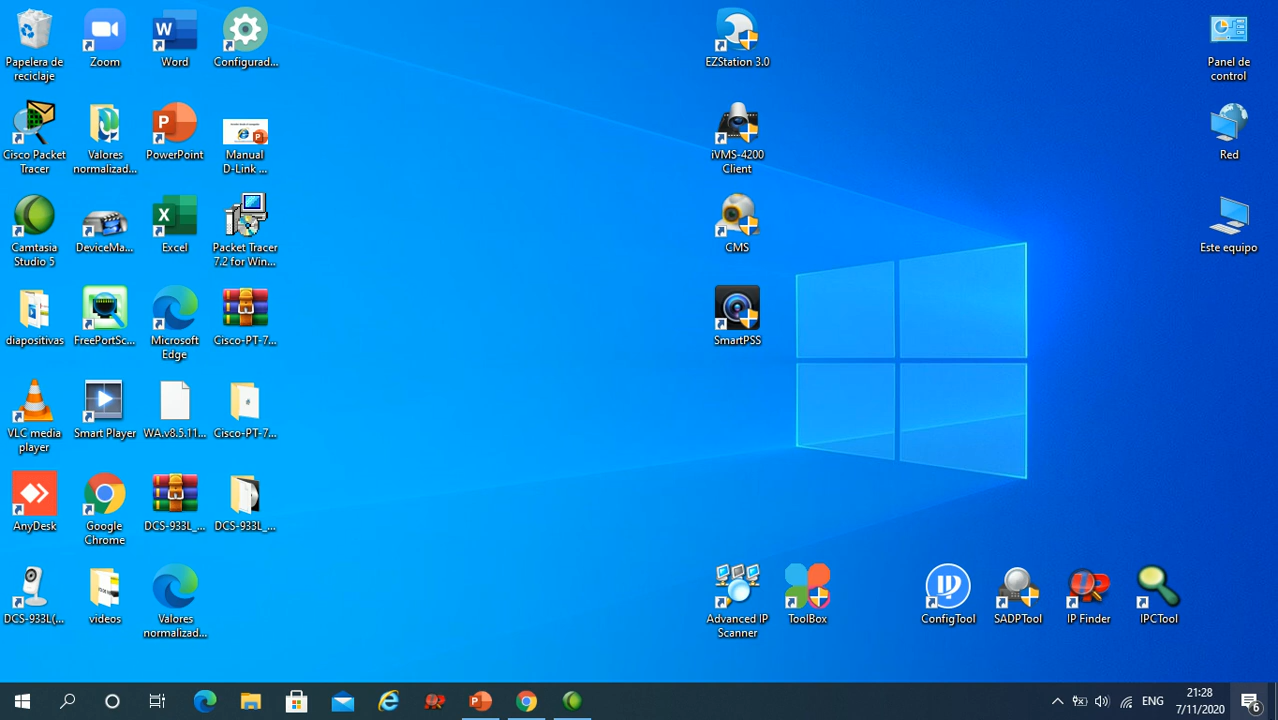 Papelera de
reciclaje
Zoom
Word
Configurad...
EZStation 3.0
Panel de
control
Cisco Packet
Tracer
Valores
normalizad...
PowerPoint
Manual
D-Link ...
iVMS-4200
Client
Red
Camtasia
Studio 5
DeviceMa...
Excel
Packet Tracer
7.2 for Win...
CMS
Este equipo
diapositivas
FreePortSc...
Microsoft
Edge
Cisco-PT-7...
SmartPSS
VLC media
player
Smart Player
WA.v8.5.11...
Cisco-PT-7...
AnyDesk
Google
Chrome
DCS-933L_...
DCS-933L_...
DCS-933L(...
videos
Valores
normalizad...
Advanced IP
Scanner
ToolBox
ConfigTool
SADPTool
IP Finder
IPCTool
ENG
21:28
7/11/2020
6